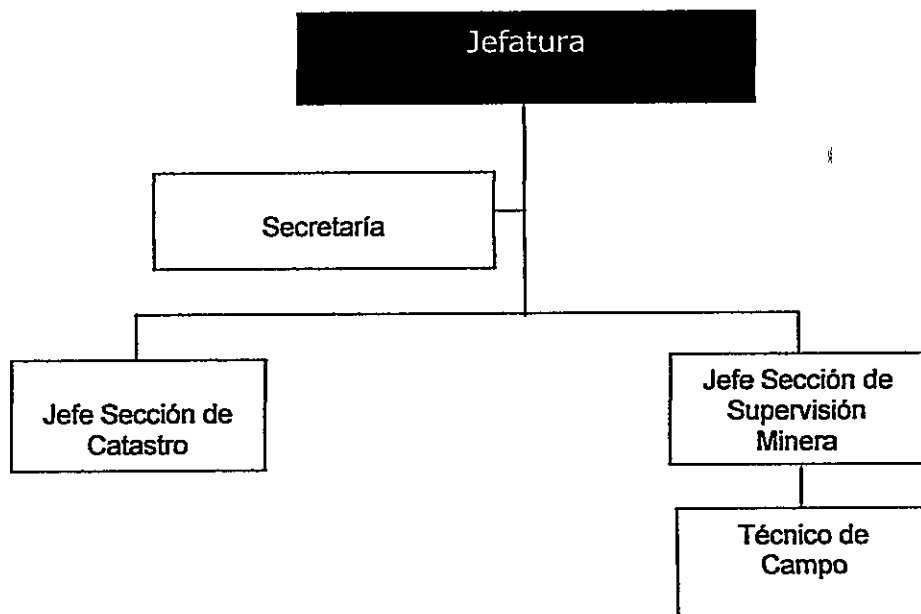 Jefatura
Secretaría
Jefe Sección de
Catastro
Jefe Sección de
Supervisión
Minera
Técnico de
Campo